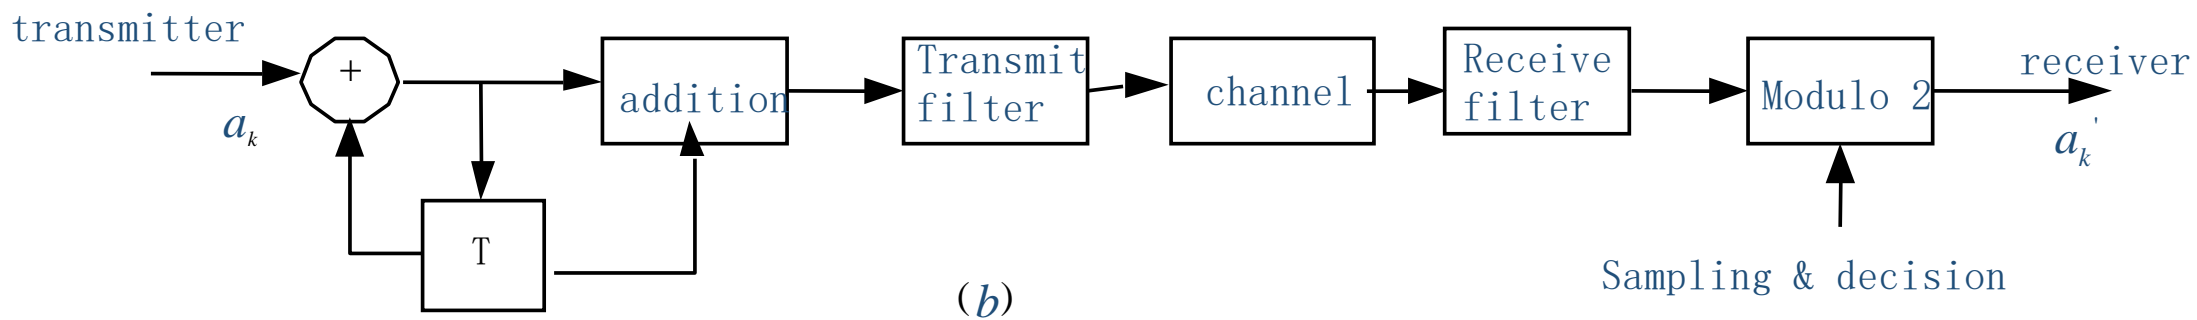 transmitter
+
a_k
addition
Transmit
filter
channel
Receive
filter
Modulo 2
receiver
a_k'
T
Sampling & decision
(b)